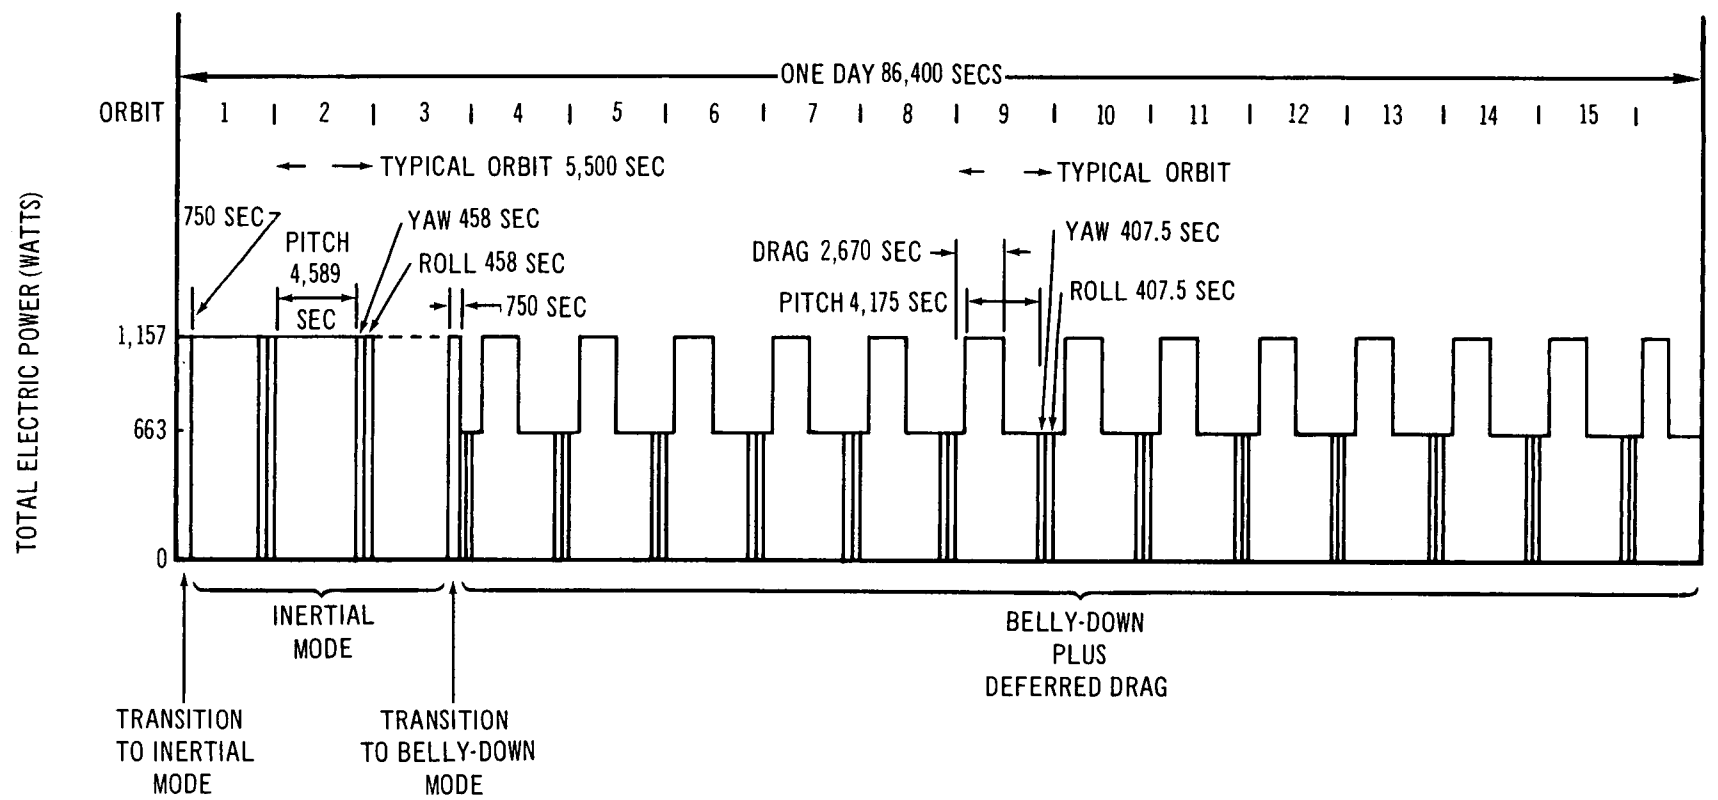 ONE DAY 86,400 SECS
ORBIT 1 2 3 4 5 6 7 8 9 10 11 12 13 14 15
TYPICAL ORBIT 5,500 SEC
TYPICAL ORBIT
750 SEC
YAW 458 SEC
PITCH
4,589
SEC
ROLL 458 SEC
750 SEC
DRAG 2,670 SEC
YAW 407.5 SEC
PITCH 4,175 SEC
ROLL 407.5 SEC
TOTAL ELECTRIC POWER (WATTS)
1,157
663
0
INERTIAL
MODE
BELLY-DOWN
PLUS
DEFERRED DRAG
TRANSITION
TO INERTIAL
MODE
TRANSITION
TO BELLY-DOWN
MODE